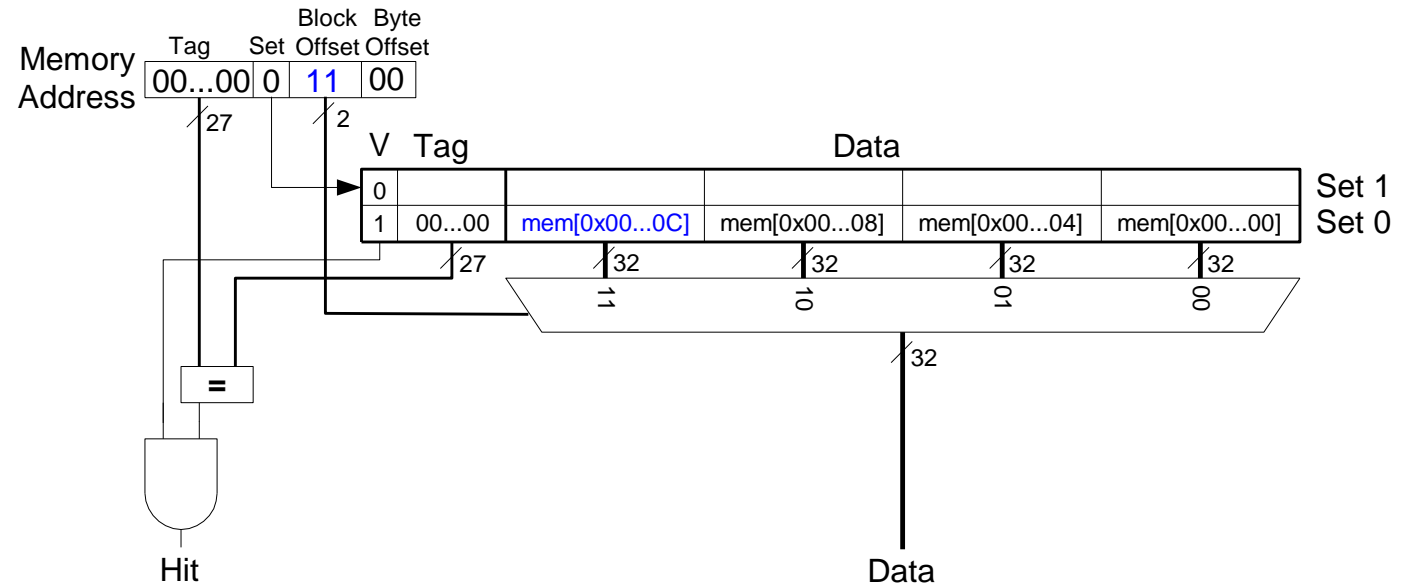 Block Byte
Tag Set Offset Offset
Memory Address
00...00 0 11 00
27 2
V Tag Data
0 Set 1
1 00...00 mem[0x00...0C] mem[0x00...08] mem[0x00...04] mem[0x00...00] Set 0
27 32 32 32 32
11 10 01 00
32
=
Hit Data